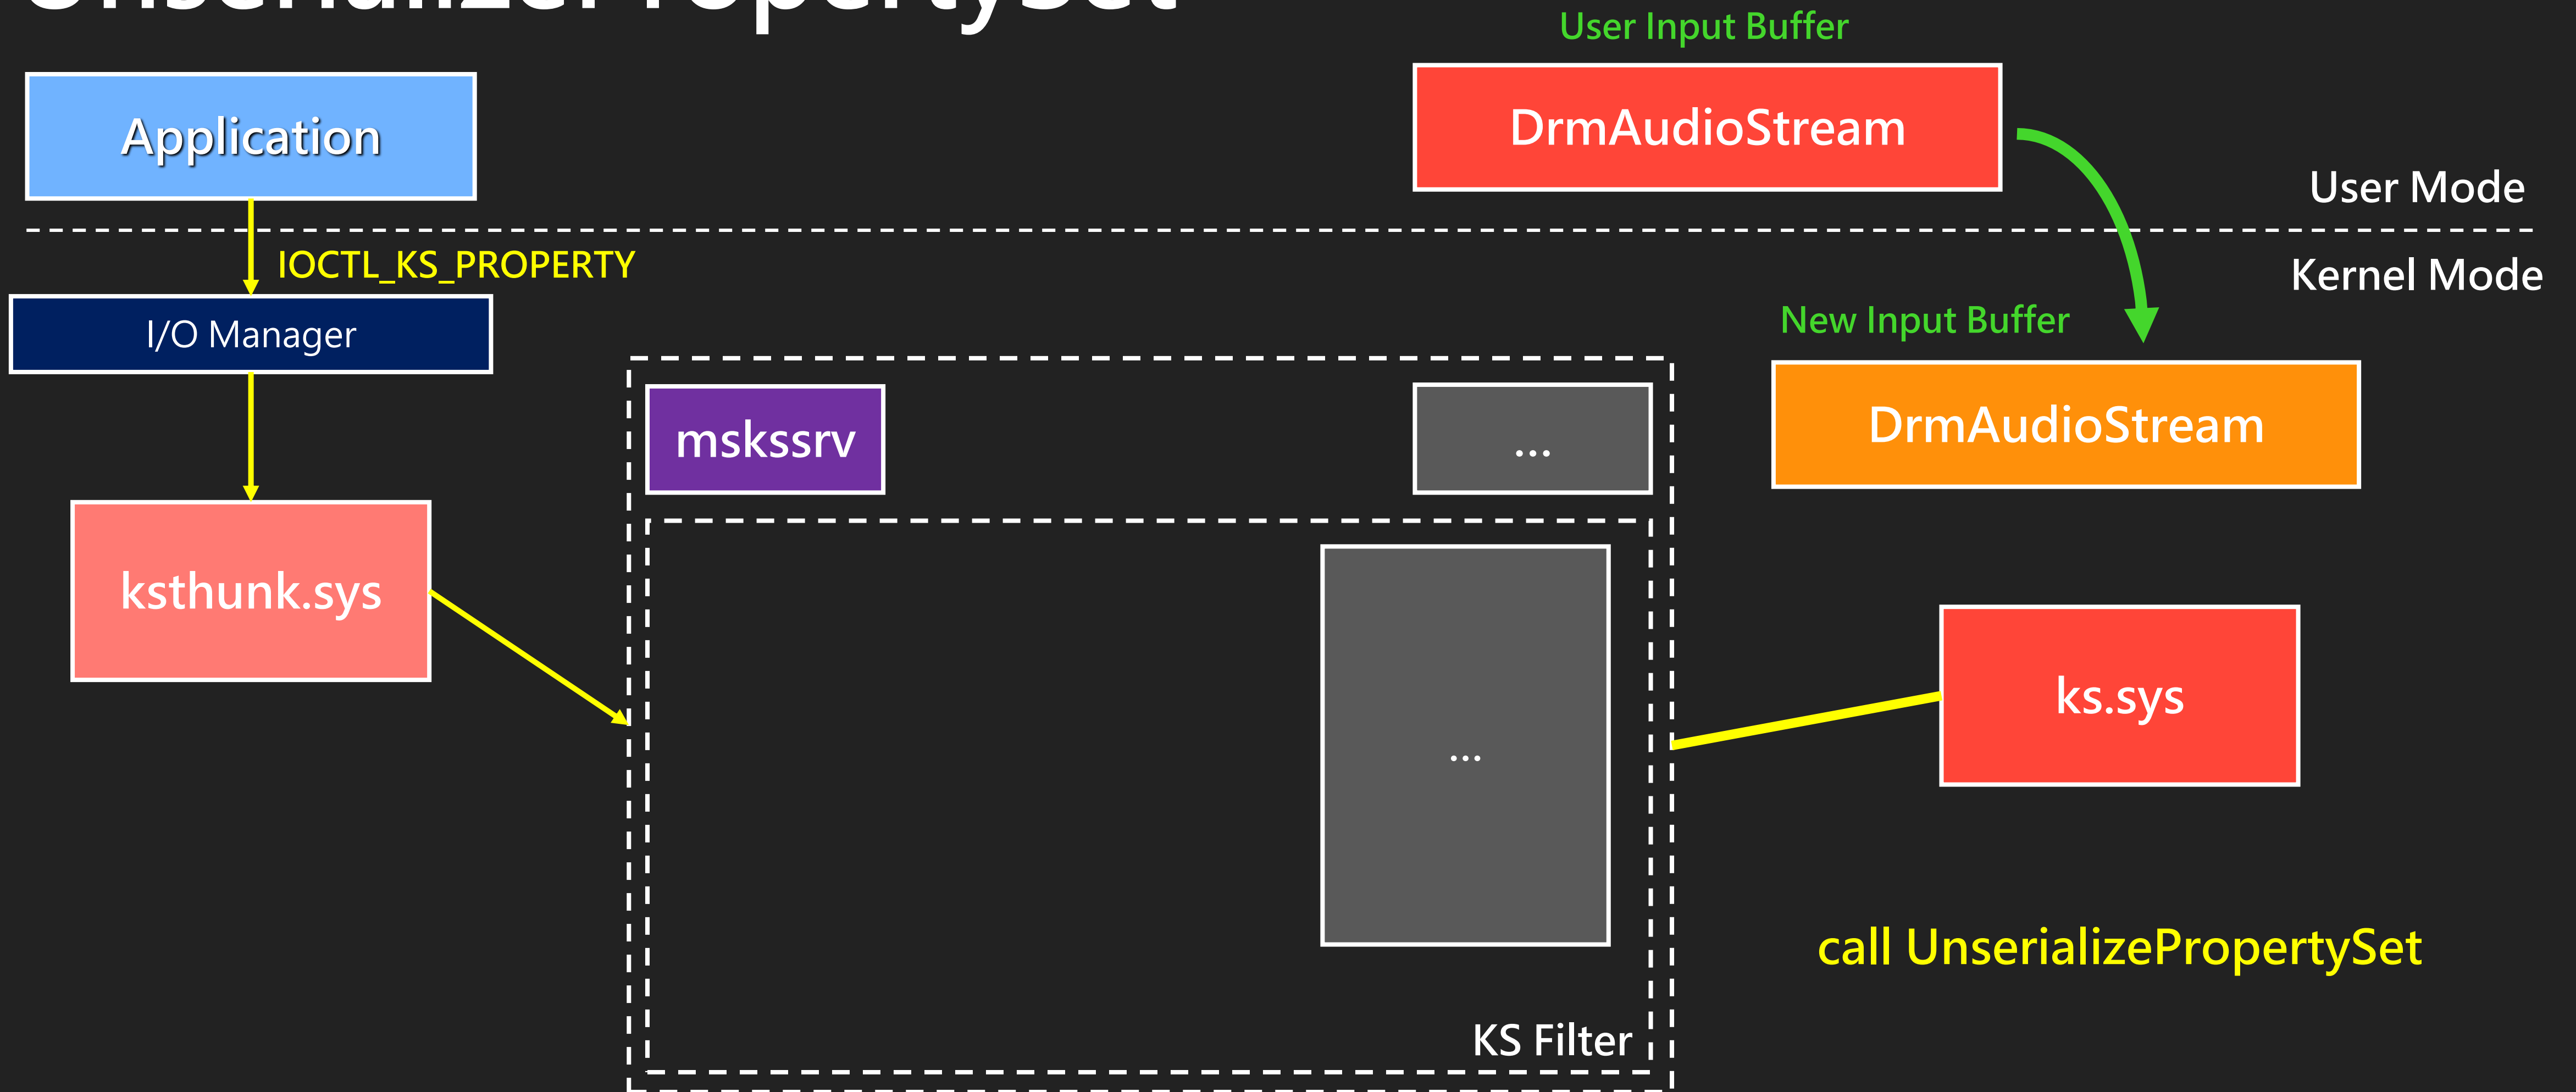 UnserializePropertySet
User Input Buffer
Application
DrmAudioStream
User Mode
IOCTL_KS_PROPERTY
Kernel Mode
I/O Manager
New Input Buffer
mskssrv
...
DrmAudioStream
ksthunk.sys
...
ks.sys
call UnserializePropertySet
KS Filter